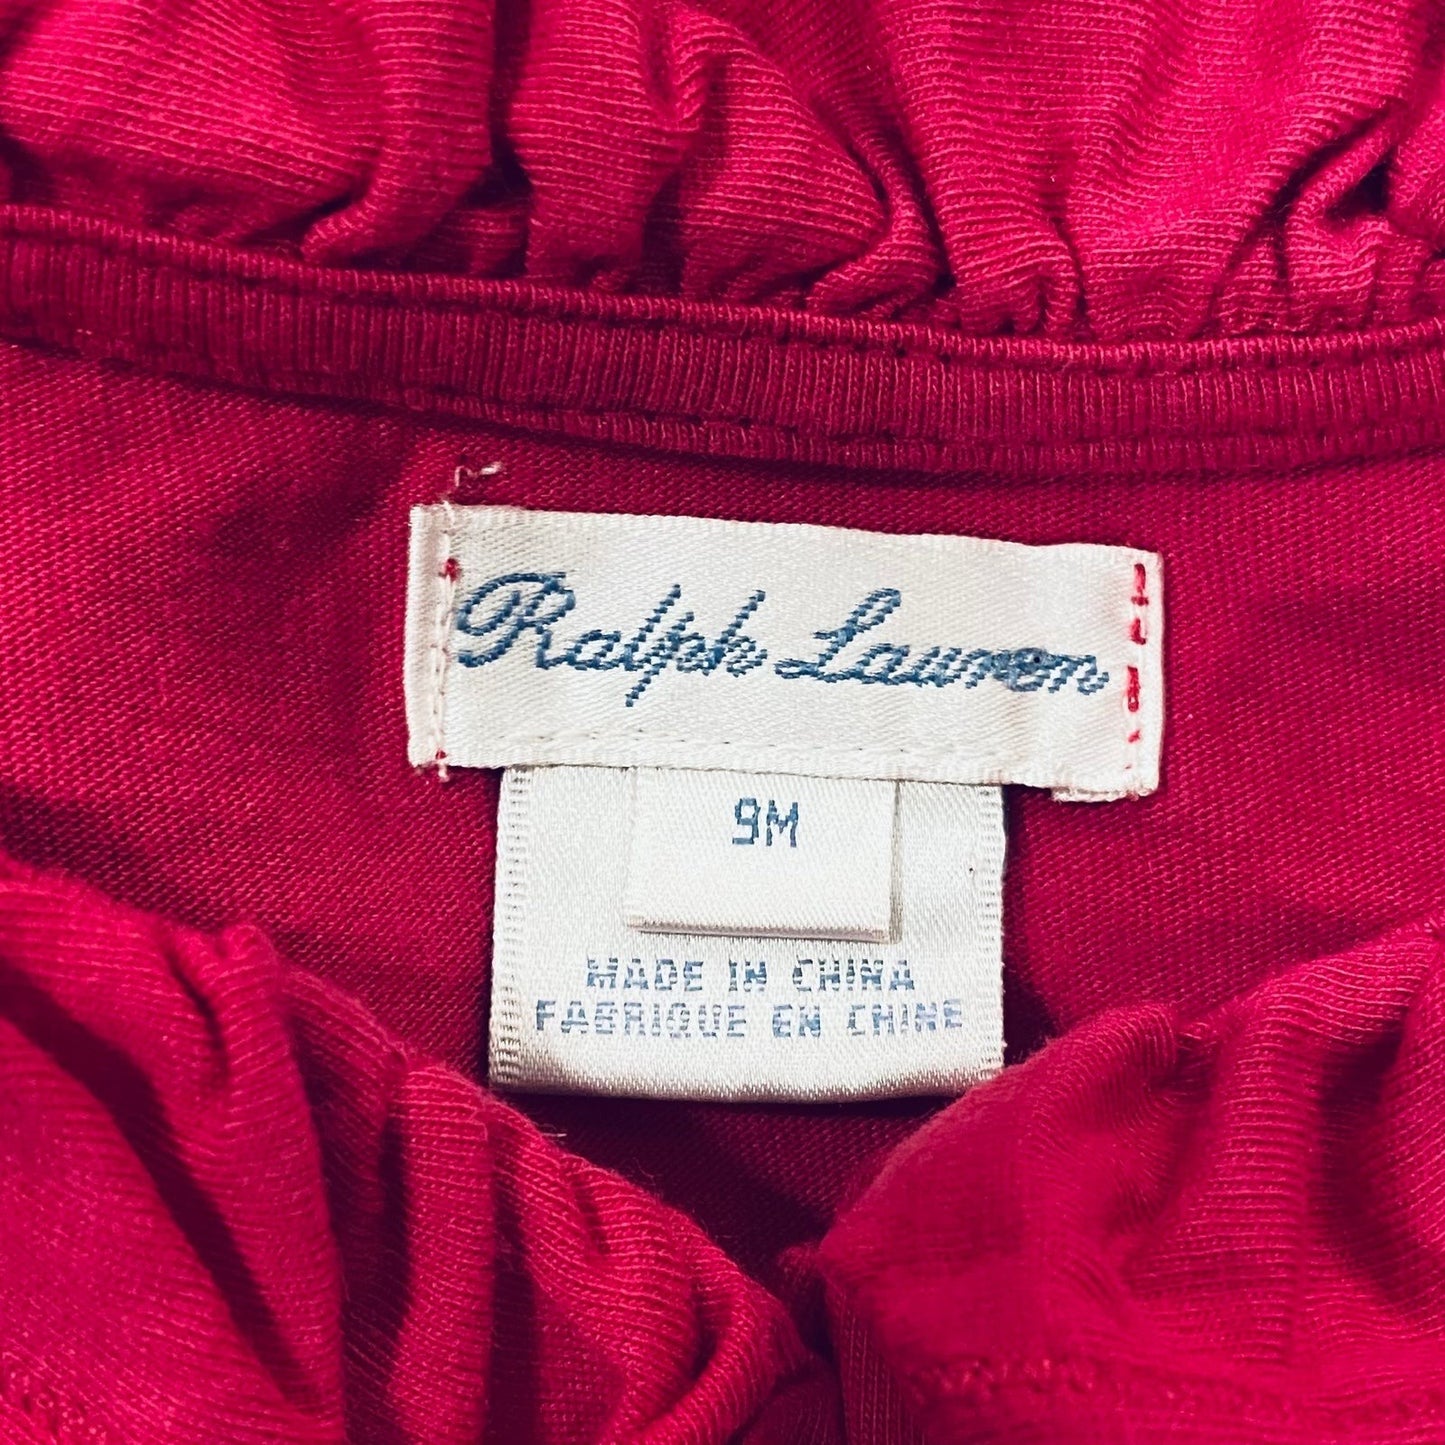 Ralph Lauren
9M
MADE IN CHINA
FABRIQUE EN CHINE